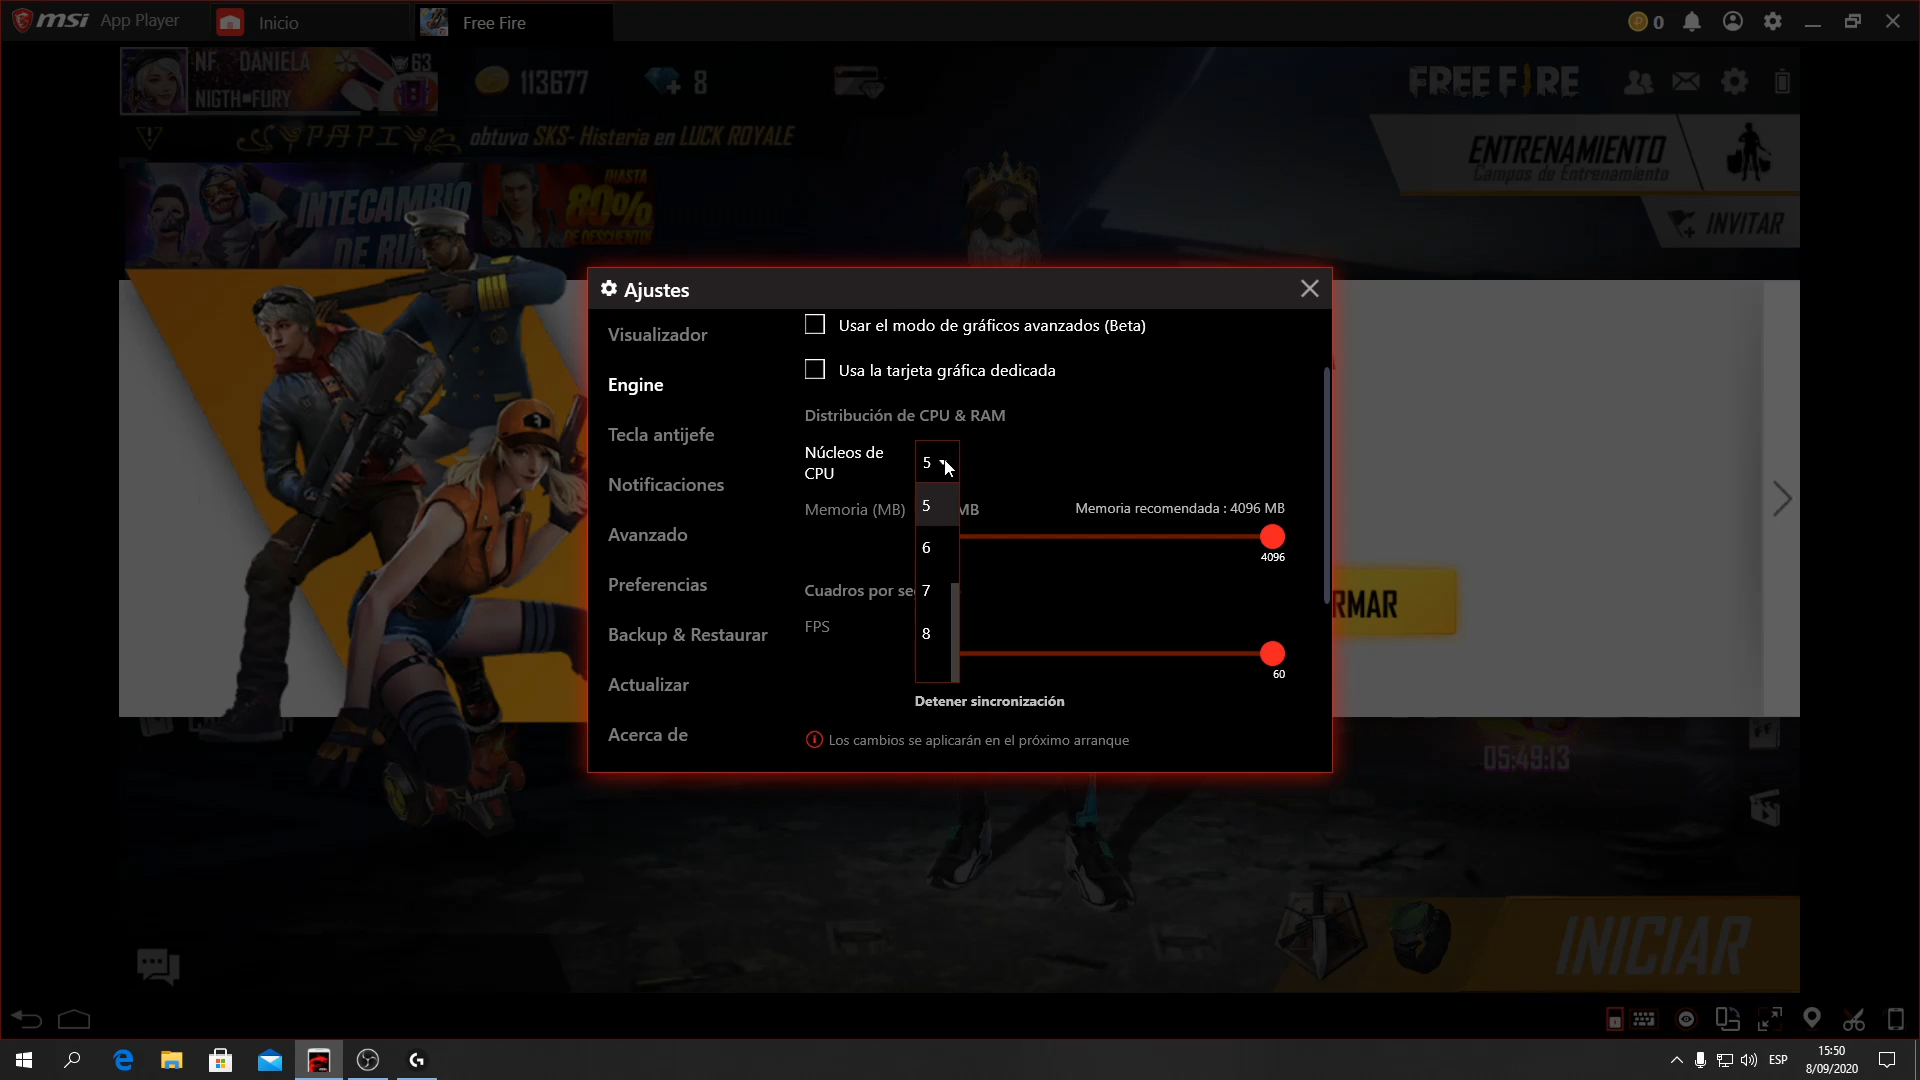 msi App Player
Inicio
Free Fire
0
NF DANIELA
63
NIGTH FURY
113677
8
FREE FIRE
obtuvo SKS- Histeria en LUCK ROYALE
ENTRENAMIENTO
Campos de Entrenamiento
INVITAR
INTECAMBIO
¡HASTA
80%
DE DESCUENTO!
Ajustes
Visualizador
Engine
Tecla antijefe
Notificaciones
Avanzado
Preferencias
Backup & Restaurar
Actualizar
Acerca de
Usar el modo de gráficos avanzados (Beta)
Usa la tarjeta gráfica dedicada
Distribución de CPU & RAM
Núcleos de
CPU
5
5
6
7
8
Memoria (MB)
MB
Memoria recomendada : 4096 MB
4096
Cuadros por se
FPS
60
Detener sincronización
Los cambios se aplicarán en el próximo arranque
RMAR
05:49:13
INICIAR
ESP
15:50
8/09/2020